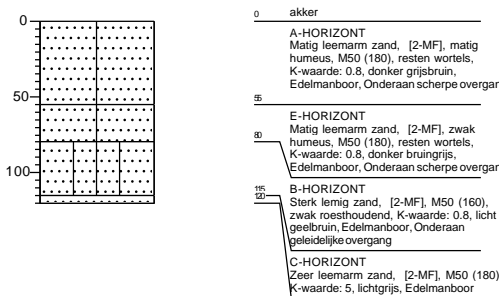 0
50
100
0 akker
A-HORIZONT
Matig leemarm zand, [2-MF], matig
humeus, M50 (180), resten wortels,
K-waarde: 0.8, donker grijsbruin,
Edelmanboor, Onderaan scherpe overgan
55
E-HORIZONT
Matig leemarm zand, [2-MF], zwak
humeus, M50 (180), resten wortels,
K-waarde: 0.8, donker bruingrijs,
Edelmanboor, Onderaan scherpe overgan
80
B-HORIZONT
Sterk lemig zand, [2-MF], M50 (160),
zwak roesthoudend, K-waarde: 0.8, licht
geelbruin, Edelmanboor, Onderaan
geleidelijke overgang
115
120
C-HORIZONT
Zeer leemarm zand, [2-MF], M50 (180)
K-waarde: 5, lichtgrijs, Edelmanboor